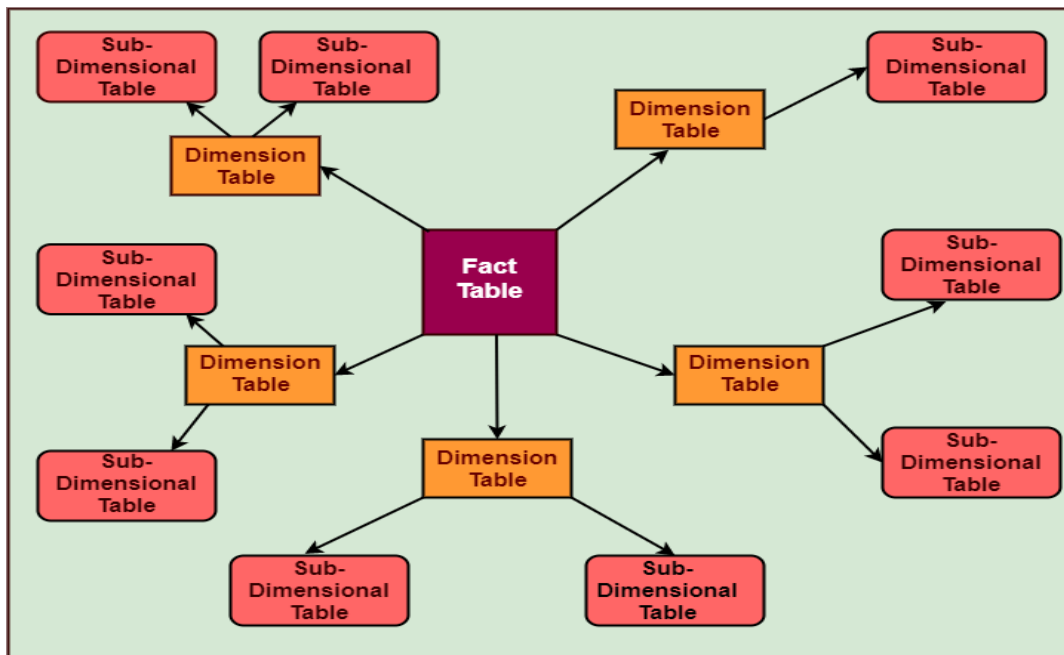 Sub-
Dimensional
Table
Sub-
Dimensional
Table
Sub-
Dimensional
Table
Dimension
Table
Dimension
Table
Fact
Table
Sub-
Dimensional
Table
Sub-
Dimensional
Table
Dimension
Table
Dimension
Table
Sub-
Dimensional
Table
Dimension
Table
Sub-
Dimensional
Table
Sub-
Dimensional
Table
Sub-
Dimensional
Table